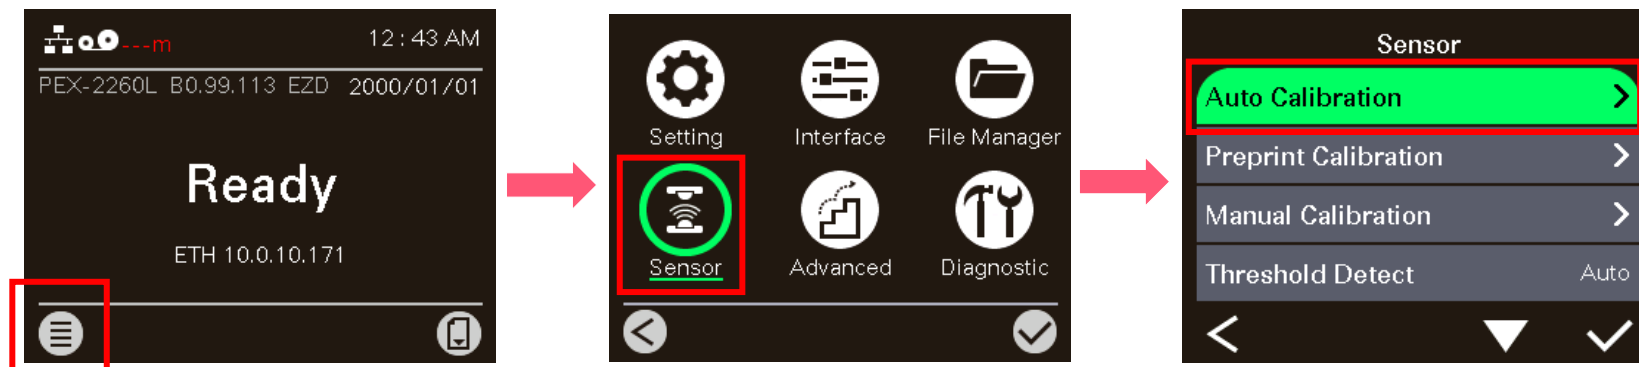 ---m 12:43 AM
PEX-2260L B0.99.113 EZD 2000/01/01
Ready
ETH 10.0.10.171
Setting Interface File Manager
Sensor Advanced Diagnostic
Sensor
Auto Calibration
Preprint Calibration
Manual Calibration
Threshold Detect Auto